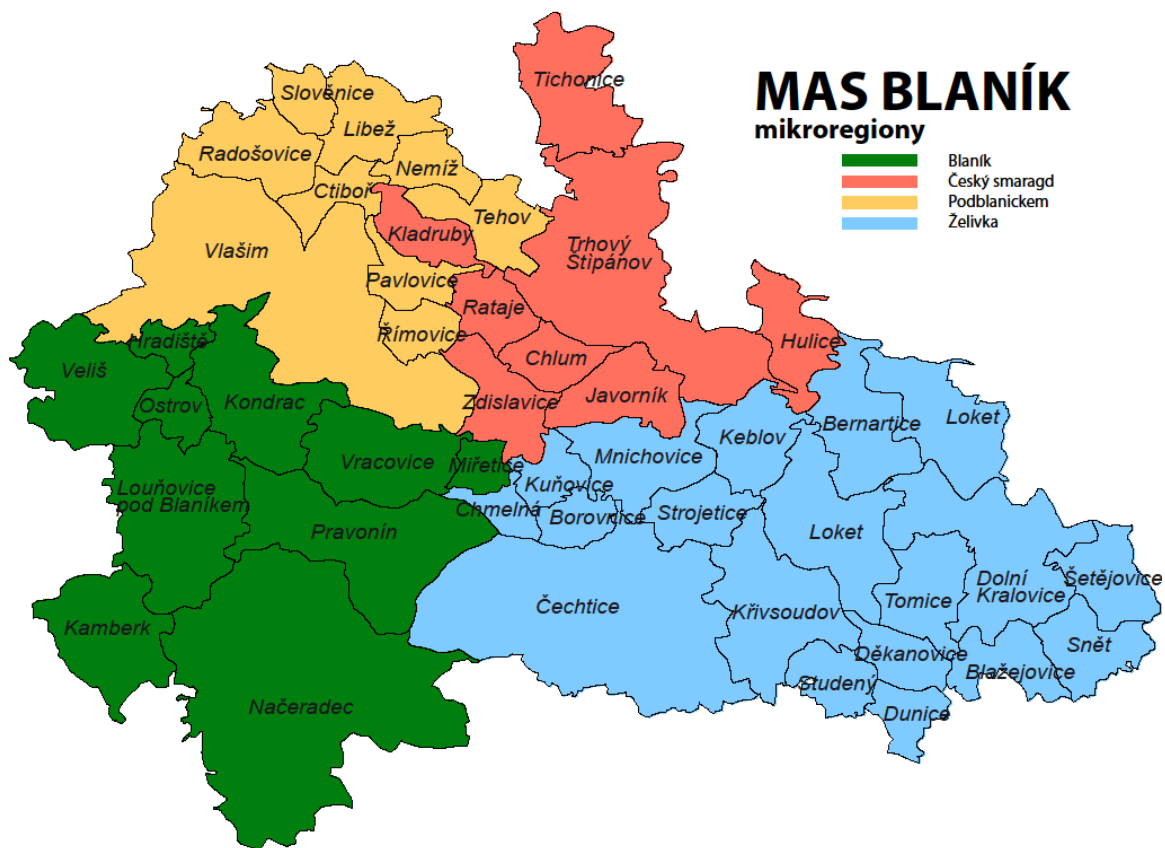 MAS BLANÍK
mikroregiony
Blaník
Český smaragd
Podblanickem
Želivka
Tichonice
Slověnice
Libež
Radošovice
Nemíž
Ctiboř
Tehov
Kladruby
Vlašim
Trhový
Štipánov
Pavlovice
Rataje
Římovice
Hradiště
Hulice
Chlum
Veliš
Javorník
Ostrov
Kondrac
Zdislavice
Loket
Bernartice
Keblov
Mnichovice
Vracovice
Miřetice
Kuňovice
Louňovice
pod Blaníkem
Chmelná
Borovnice
Strojetice
Pravonín
Loket
Dolní
Kralovice
Šetějovice
Čechtice
Křivsoudov
Tomice
Kamberk
Snět
Děkanovice
Blažejovice
Studený
Načeradec
Dunice